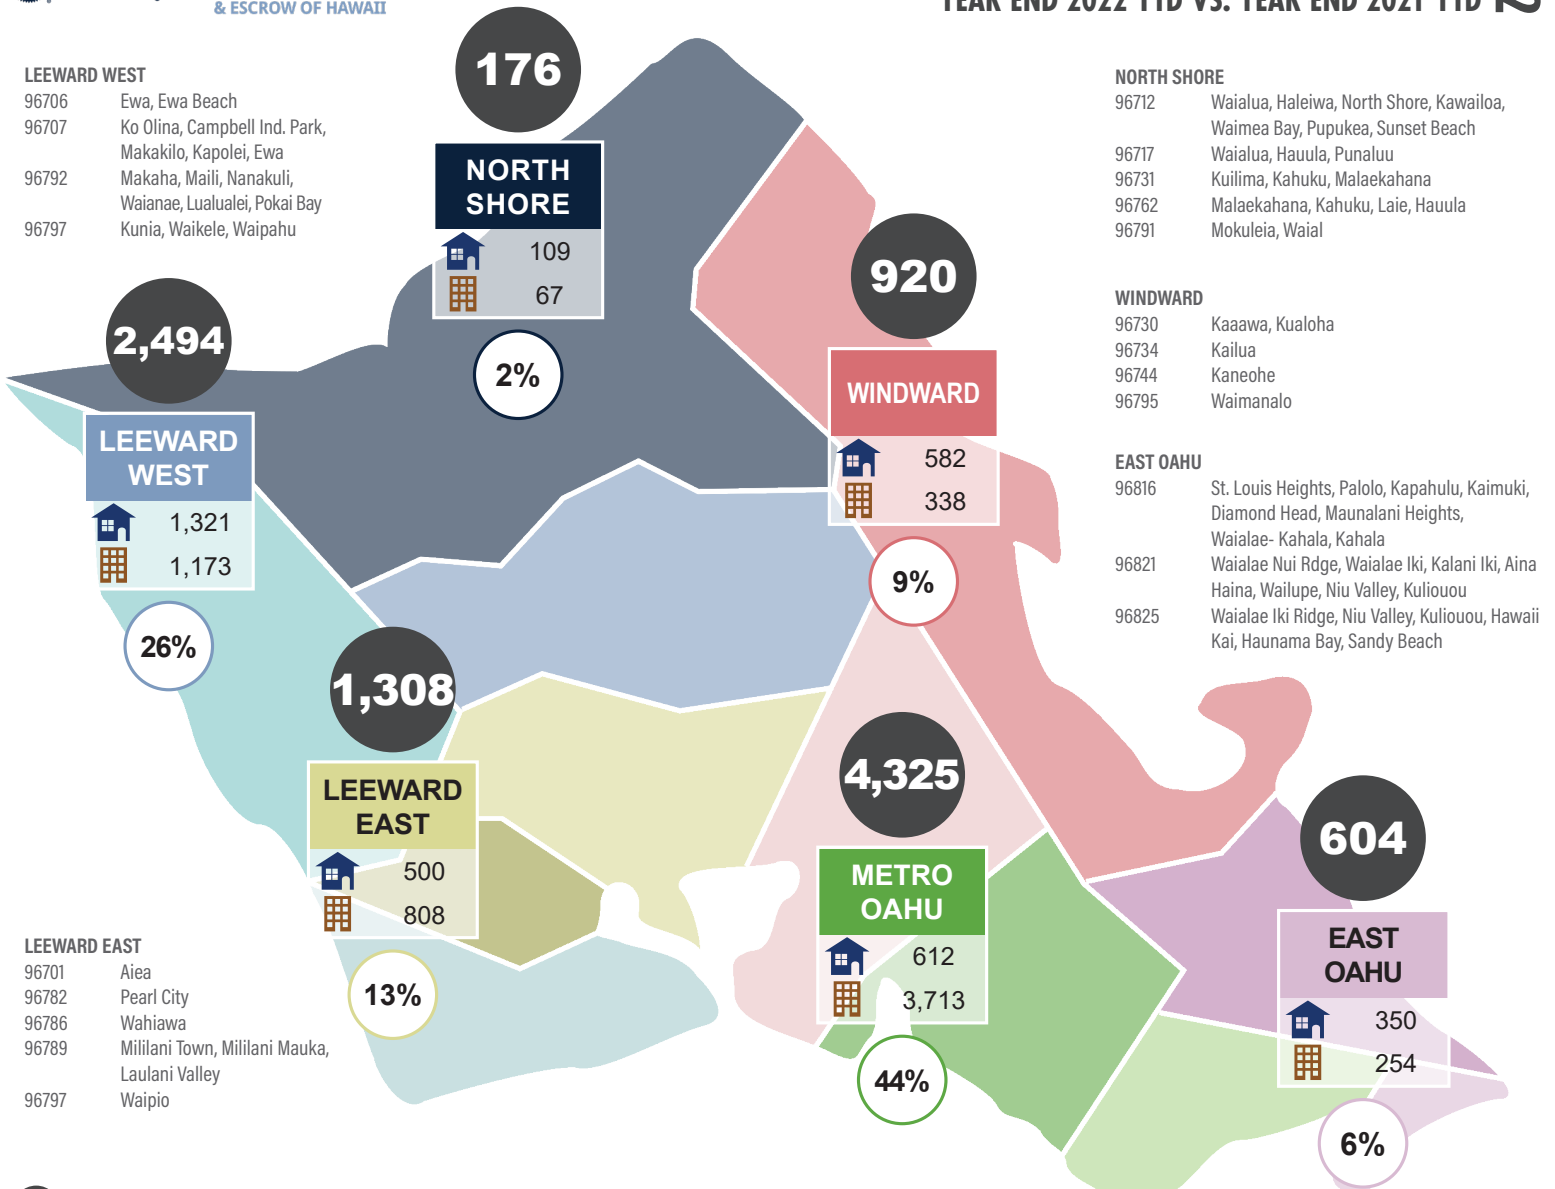 & ESCROW OF HAWAII
YEAR END 2022 YTD VS. YEAR END 2021 YTD
LEEWARD WEST
96706 Ewa, Ewa Beach
96707 Ko Olina, Campbell Ind. Park,
Makakilo, Kapolei, Ewa
96792 Makaha, Maili, Nanakuli,
Waianae, Lualualei, Pokai Bay
96797 Kunia, Waikele, Waipahu
176
NORTH
SHORE
109
67
2%
NORTH SHORE
96712 Waialua, Haleiwa, North Shore, Kawailoa,
Waimea Bay, Pupukea, Sunset Beach
96717 Waialua, Hauula, Punaluu
96731 Kuilima, Kahuku, Malaekahana
96762 Malaekahana, Kahuku, Laie, Hauula
96791 Mokuleia, Waial
WINDWARD
96730 Kaaawa, Kualoha
96734 Kailua
96744 Kaneohe
96795 Waimanalo
EAST OAHU
96816 St. Louis Heights, Palolo, Kapahulu, Kaimuki,
Diamond Head, Maunalani Heights,
Waialae- Kahala, Kahala
96821 Waialae Nui Rdge, Waialae Iki, Kalani Iki, Aina
Haina, Wailupe, Niu Valley, Kuliouou
96825 Waialae Iki Ridge, Niu Valley, Kuliouou, Hawaii
Kai, Haunama Bay, Sandy Beach
920
WINDWARD
582
338
9%
2,494
LEEWARD
WEST
1,321
1,173
26%
1,308
LEEWARD
EAST
500
808
13%
4,325
METRO
OAHU
612
3,713
44%
604
EAST
OAHU
350
254
6%
LEEWARD EAST
96701 Aiea
96782 Pearl City
96786 Wahiawa
96789 Mililani Town, Mililani Mauka,
Laulani Valley
96797 Waipio